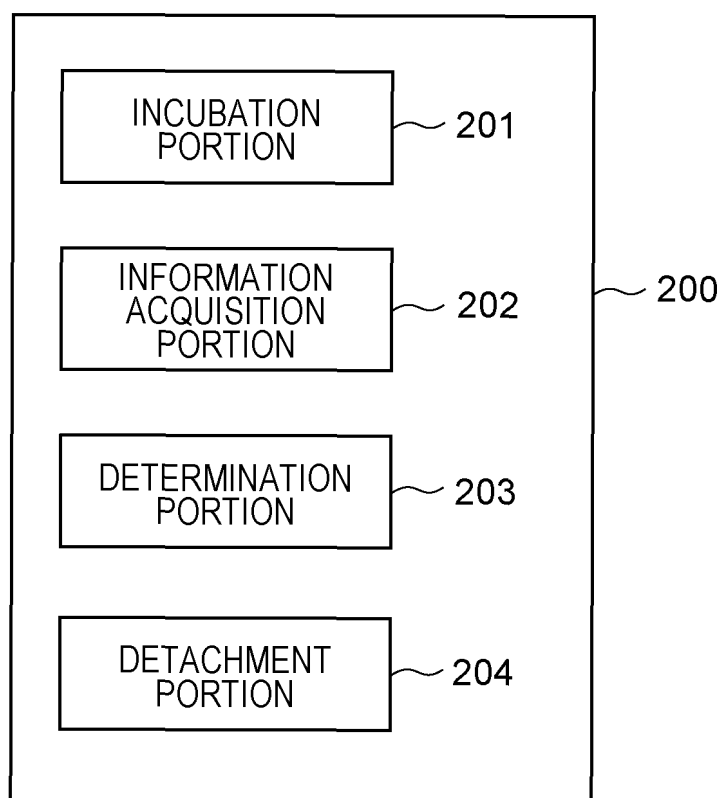 INCUBATION
PORTION
201
INFORMATION
ACQUISITION
PORTION
202
200
DETERMINATION
PORTION
203
DETACHMENT
PORTION
204